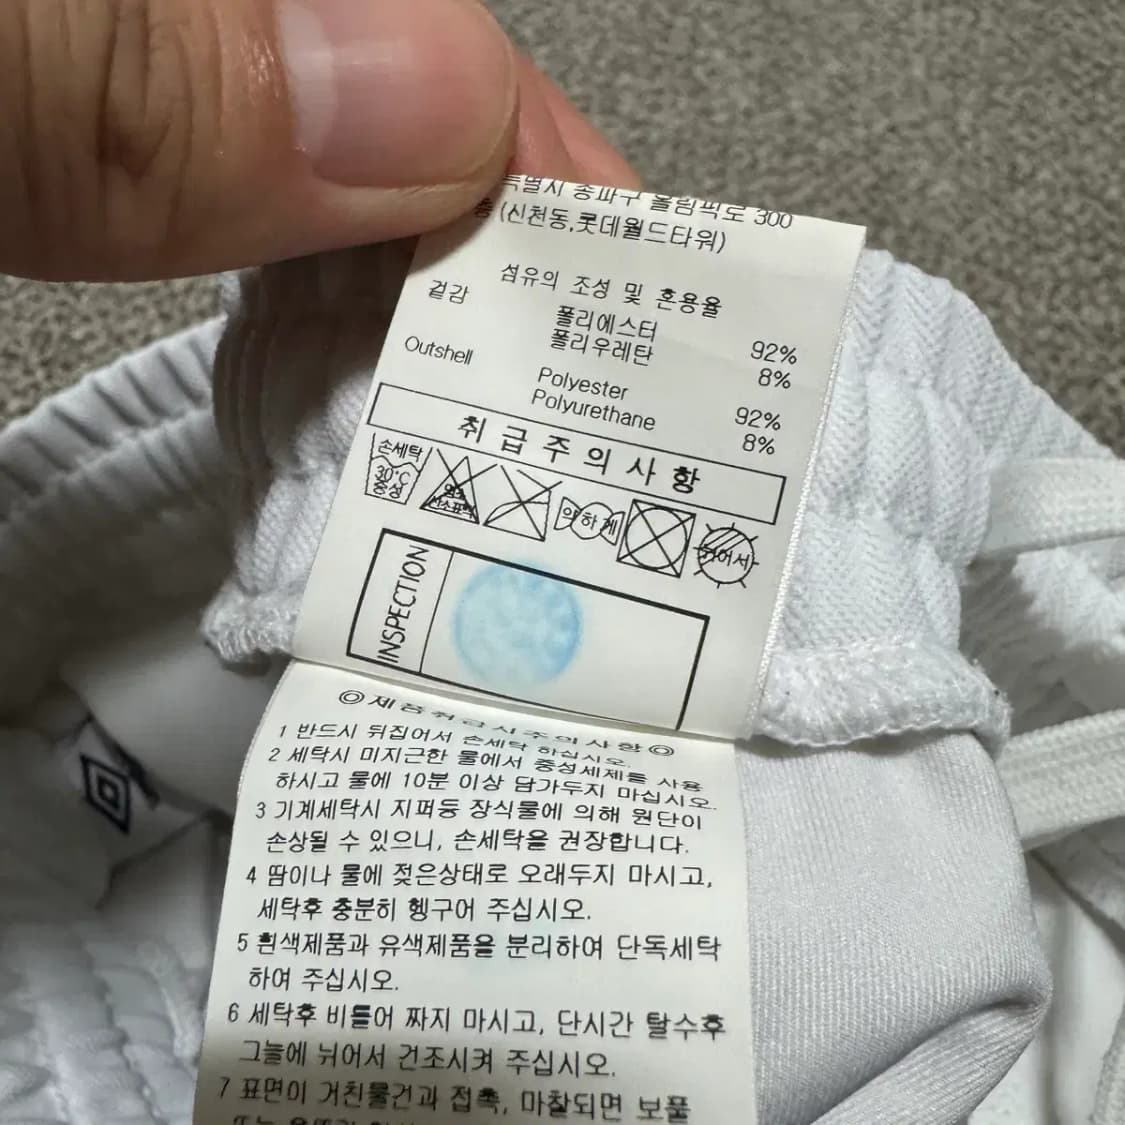 특별시 송파구 올림픽로 300
층 (신천동,롯데월드타워)
섬유의 조성 및 혼용율
겉감
폴리에스터 92%
폴리우레탄 8%
Outshell
Polyester 92%
Polyurethane 8%
취급주의사항
손세탁
30°C
중성
염소
산소표백
약하게
뉘어서
INSPECTION
◎제품취급시주의사항◎
1 반드시 뒤집어서 손세탁 하십시오.
2 세탁시 미지근한 물에서 중성세제를 사용
하시고 물에 10분 이상 담가두지 마십시오.
3 기계세탁시 지퍼등 장식물에 의해 원단이
손상될 수 있으니, 손세탁을 권장합니다.
4 땀이나 물에 젖은상태로 오래두지 마시고,
세탁후 충분히 헹구어 주십시오.
5 흰색제품과 유색제품을 분리하여 단독세탁
하여 주십시오.
6 세탁후 비틀어 짜지 마시고, 단시간 탈수후
그늘에 뉘어서 건조시켜 주십시오.
7 표면이 거친물건과 접촉, 마찰되면 보풀